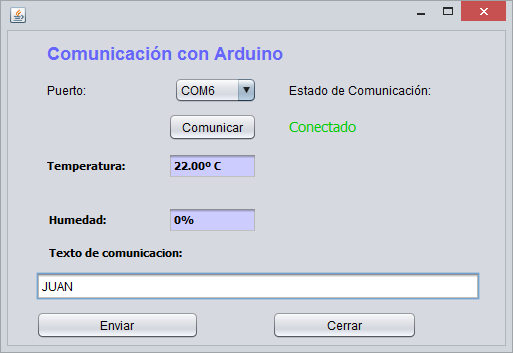 Comunicación con Arduino
Puerto: COM6 Estado de Comunicación:
Comunicar Conectado
Temperatura: 22.00º C
Humedad: 0%
Texto de comunicacion:
JUAN
Enviar Cerrar